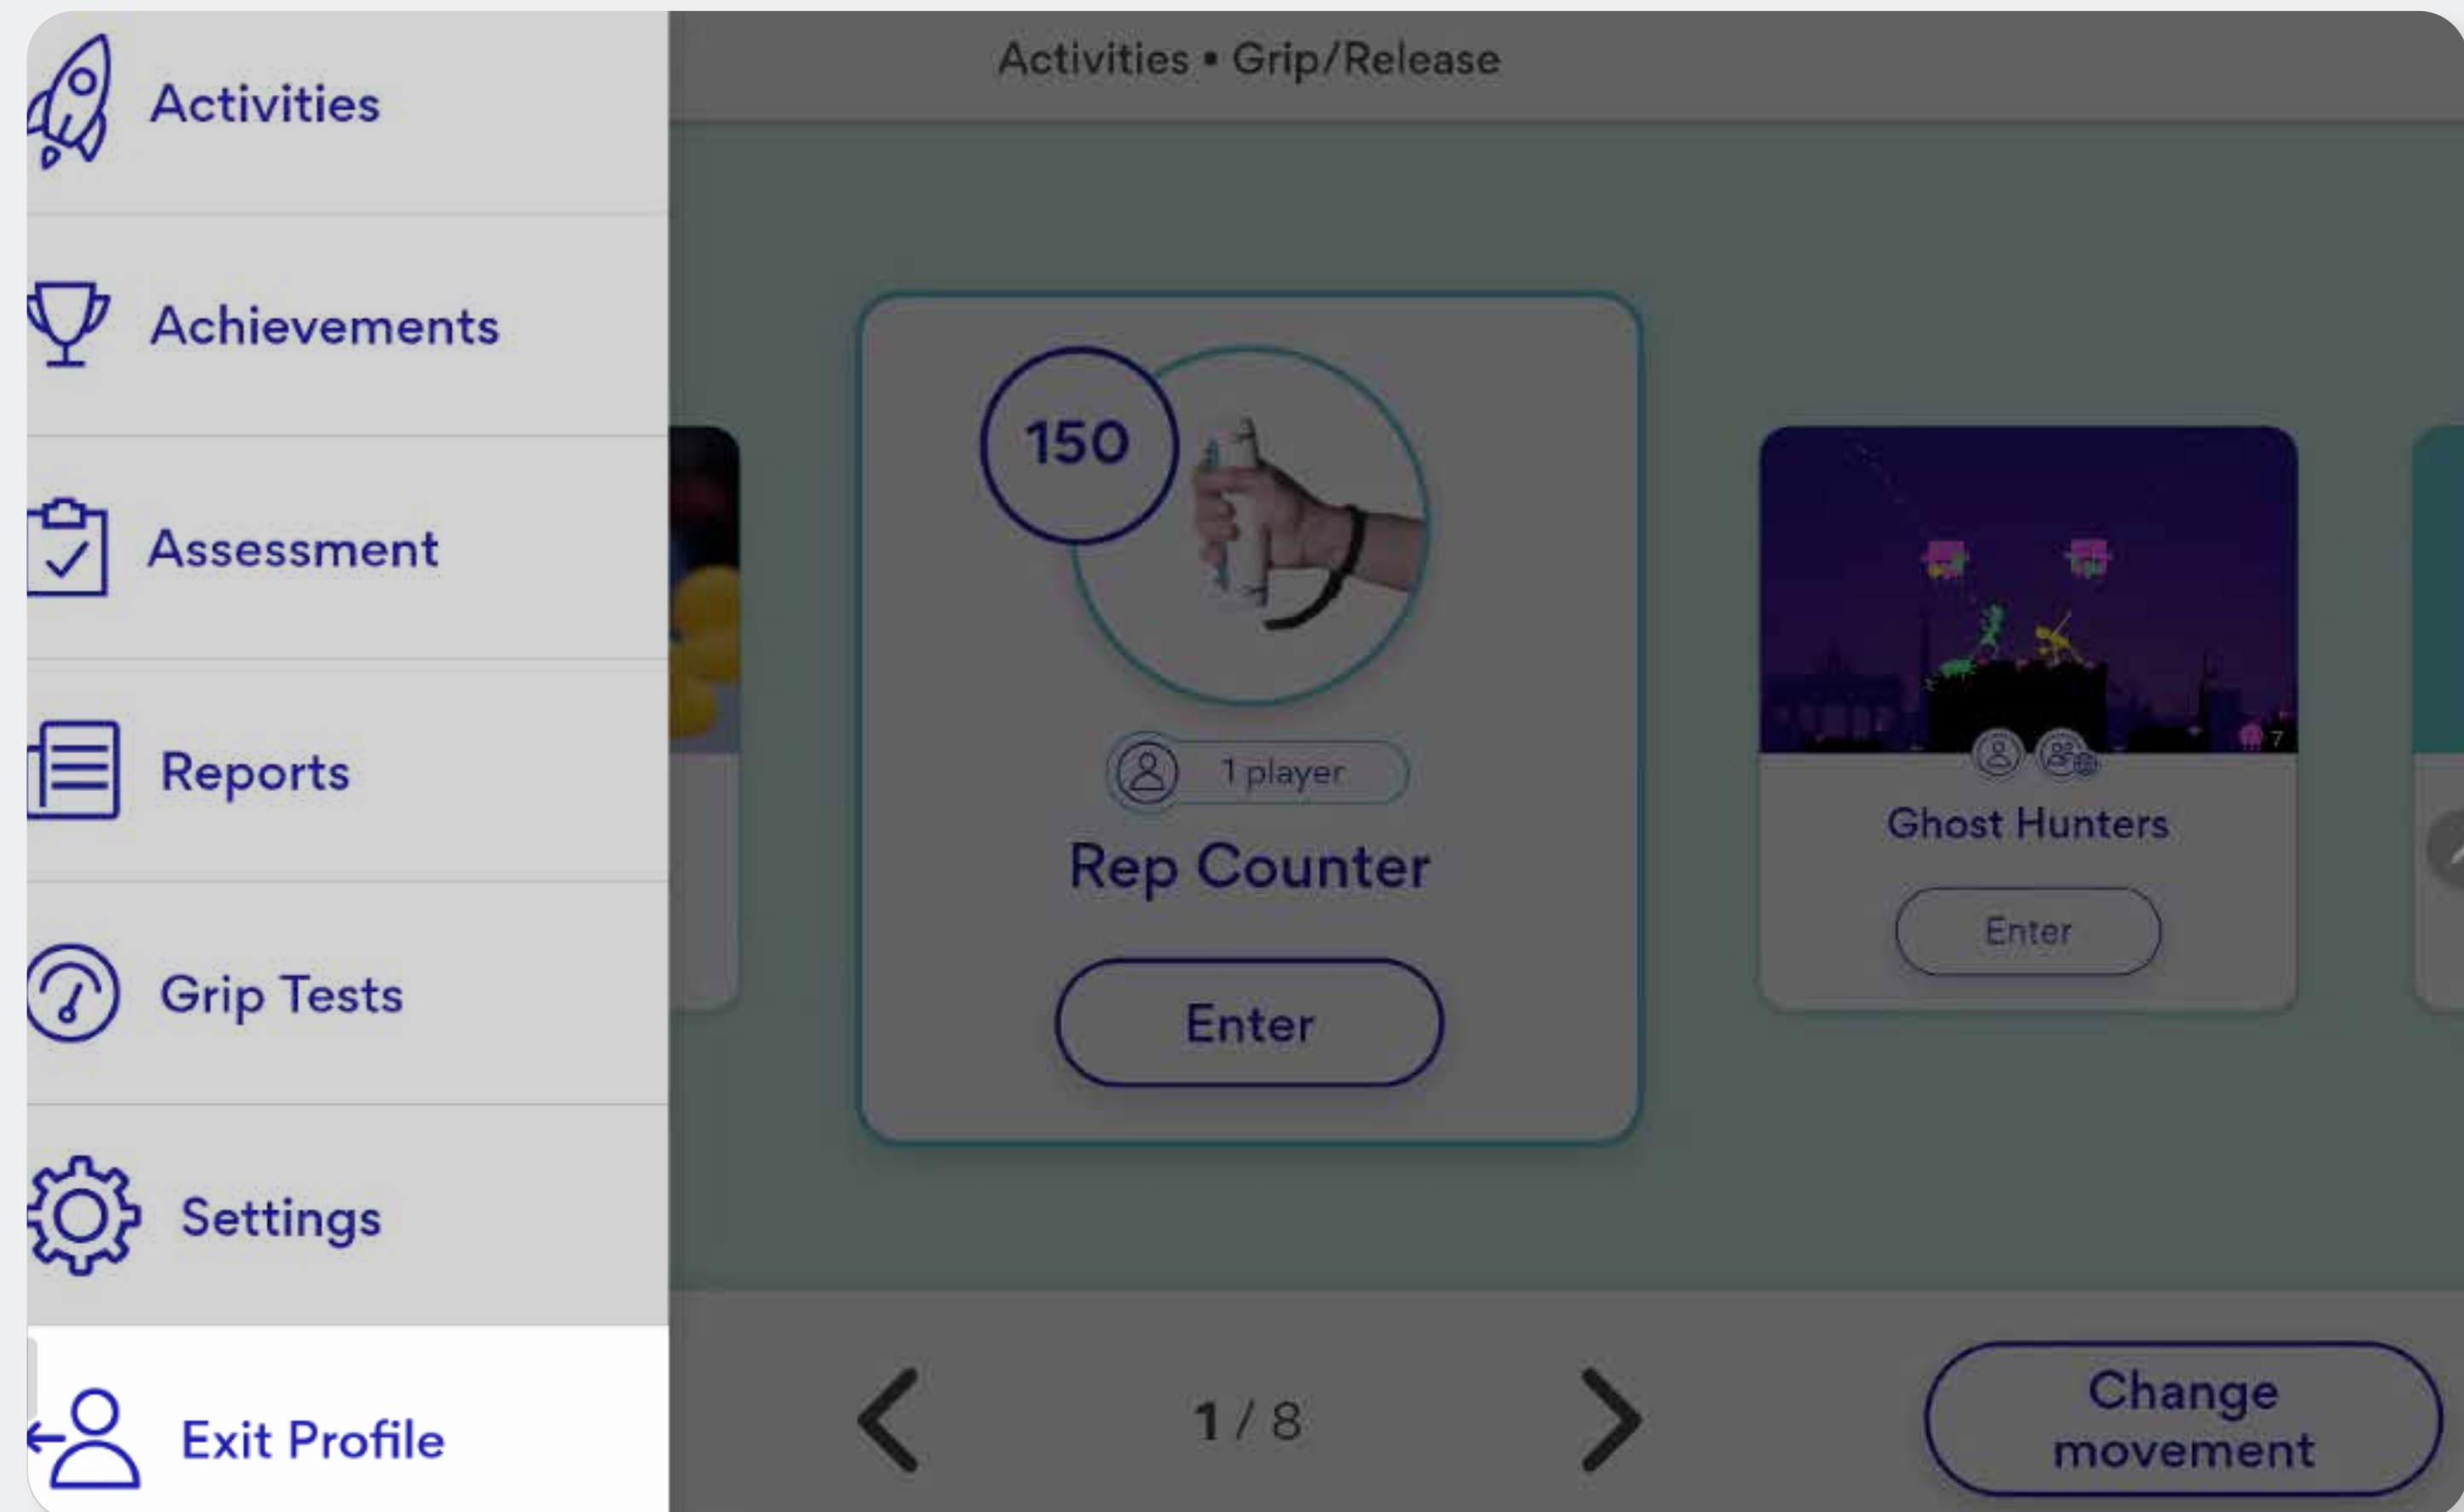 Activities
Achievements
Assessment
Reports
Grip Tests
Settings
Exit Profile
Activities • Grip/Release
150
1 player
Rep Counter
Enter
7
Ghost Hunters
Enter
1 / 8
Change
movement